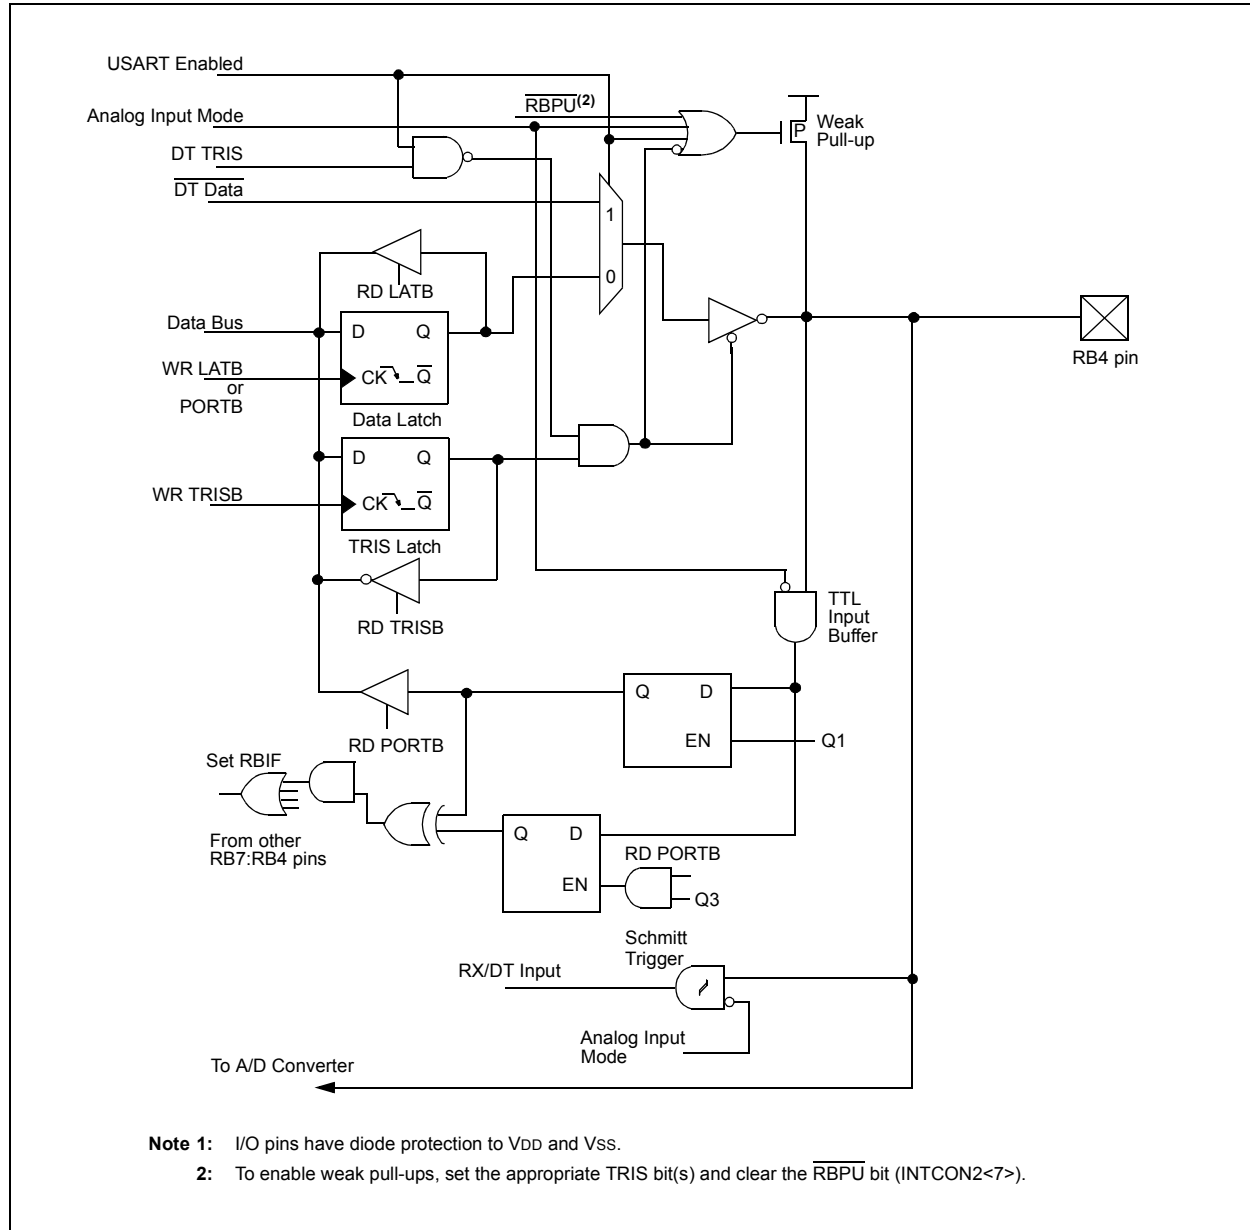 USART Enabled
Analog Input Mode
RBPU(2)
Weak
Pull-up
P
DT TRIS
DT Data
1
0
RD LATB
Data Bus
D Q
WR LATB
or
PORTB
CK Q
Data Latch
RB4 pin
D Q
WR TRISB
CK Q
TRIS Latch
RD TRISB
TTL
Input
Buffer
Q D
EN
Q1
RD PORTB
Set RBIF
From other
RB7:RB4 pins
Q D
EN
RD PORTB
Q3
Schmitt
Trigger
RX/DT Input
Analog Input
Mode
To A/D Converter
Note 1: I/O pins have diode protection to VDD and VSS.
2: To enable weak pull-ups, set the appropriate TRIS bit(s) and clear the RBPU bit (INTCON2<7>).